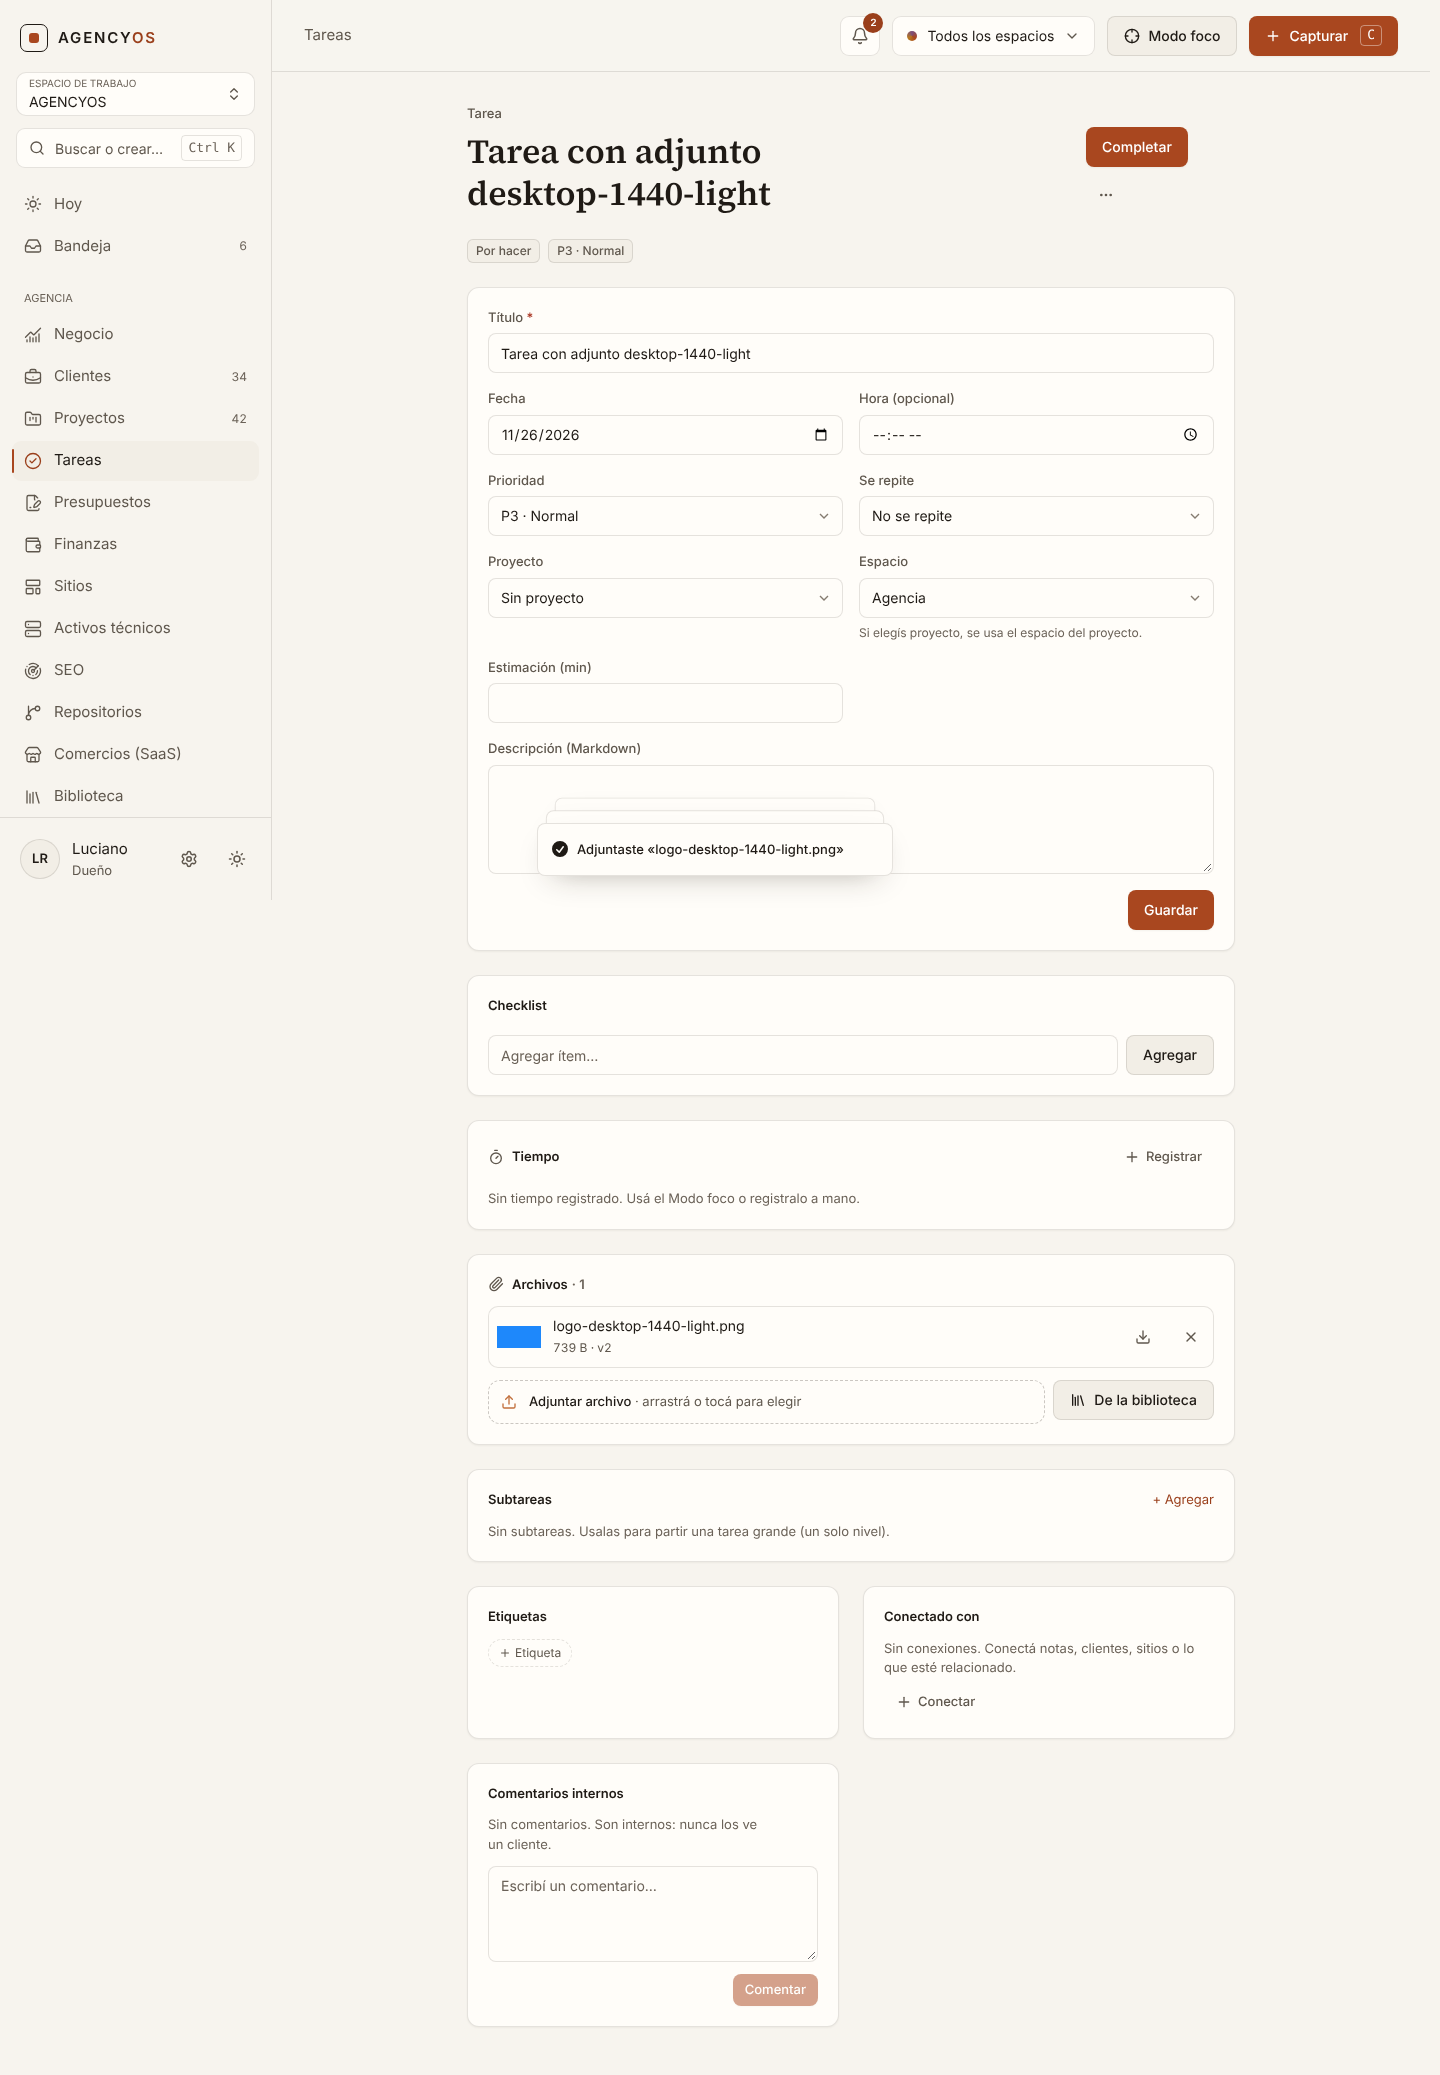 AGENCYOS
ESPACIO DE TRABAJO
AGENCYOS
Buscar o crear... Ctrl K
Hoy
Bandeja 6
AGENCIA
Negocio
Clientes 34
Proyectos 42
Tareas
Presupuestos
Finanzas
Sitios
Activos técnicos
SEO
Repositorios
Comercios (SaaS)
Biblioteca
LR
Luciano
Dueño
Tareas
2
Todos los espacios
Modo foco
Capturar C
Tarea
Tarea con adjunto
desktop-1440-light
Completar
...
Por hacer P3 · Normal
Título *
Tarea con adjunto desktop-1440-light
Fecha Hora (opcional)
11/26/2026 --:-- --
Prioridad Se repite
P3 · Normal No se repite
Proyecto Espacio
Sin proyecto Agencia
Si elegís proyecto, se usa el espacio del proyecto.
Estimación (min)
Descripción (Markdown)
Adjuntaste «logo-desktop-1440-light.png»
Guardar
Checklist
Agregar ítem... Agregar
Tiempo + Registrar
Sin tiempo registrado. Usá el Modo foco o registralo a mano.
Archivos · 1
logo-desktop-1440-light.png
739 B · v2
Adjuntar archivo · arrastrá o tocá para elegir De la biblioteca
Subtareas + Agregar
Sin subtareas. Usalas para partir una tarea grande (un solo nivel).
Etiquetas
+ Etiqueta
Conectado con
Sin conexiones. Conectá notas, clientes, sitios o lo
que esté relacionado.
+ Conectar
Comentarios internos
Sin comentarios. Son internos: nunca los ve
un cliente.
Escribí un comentario...
Comentar